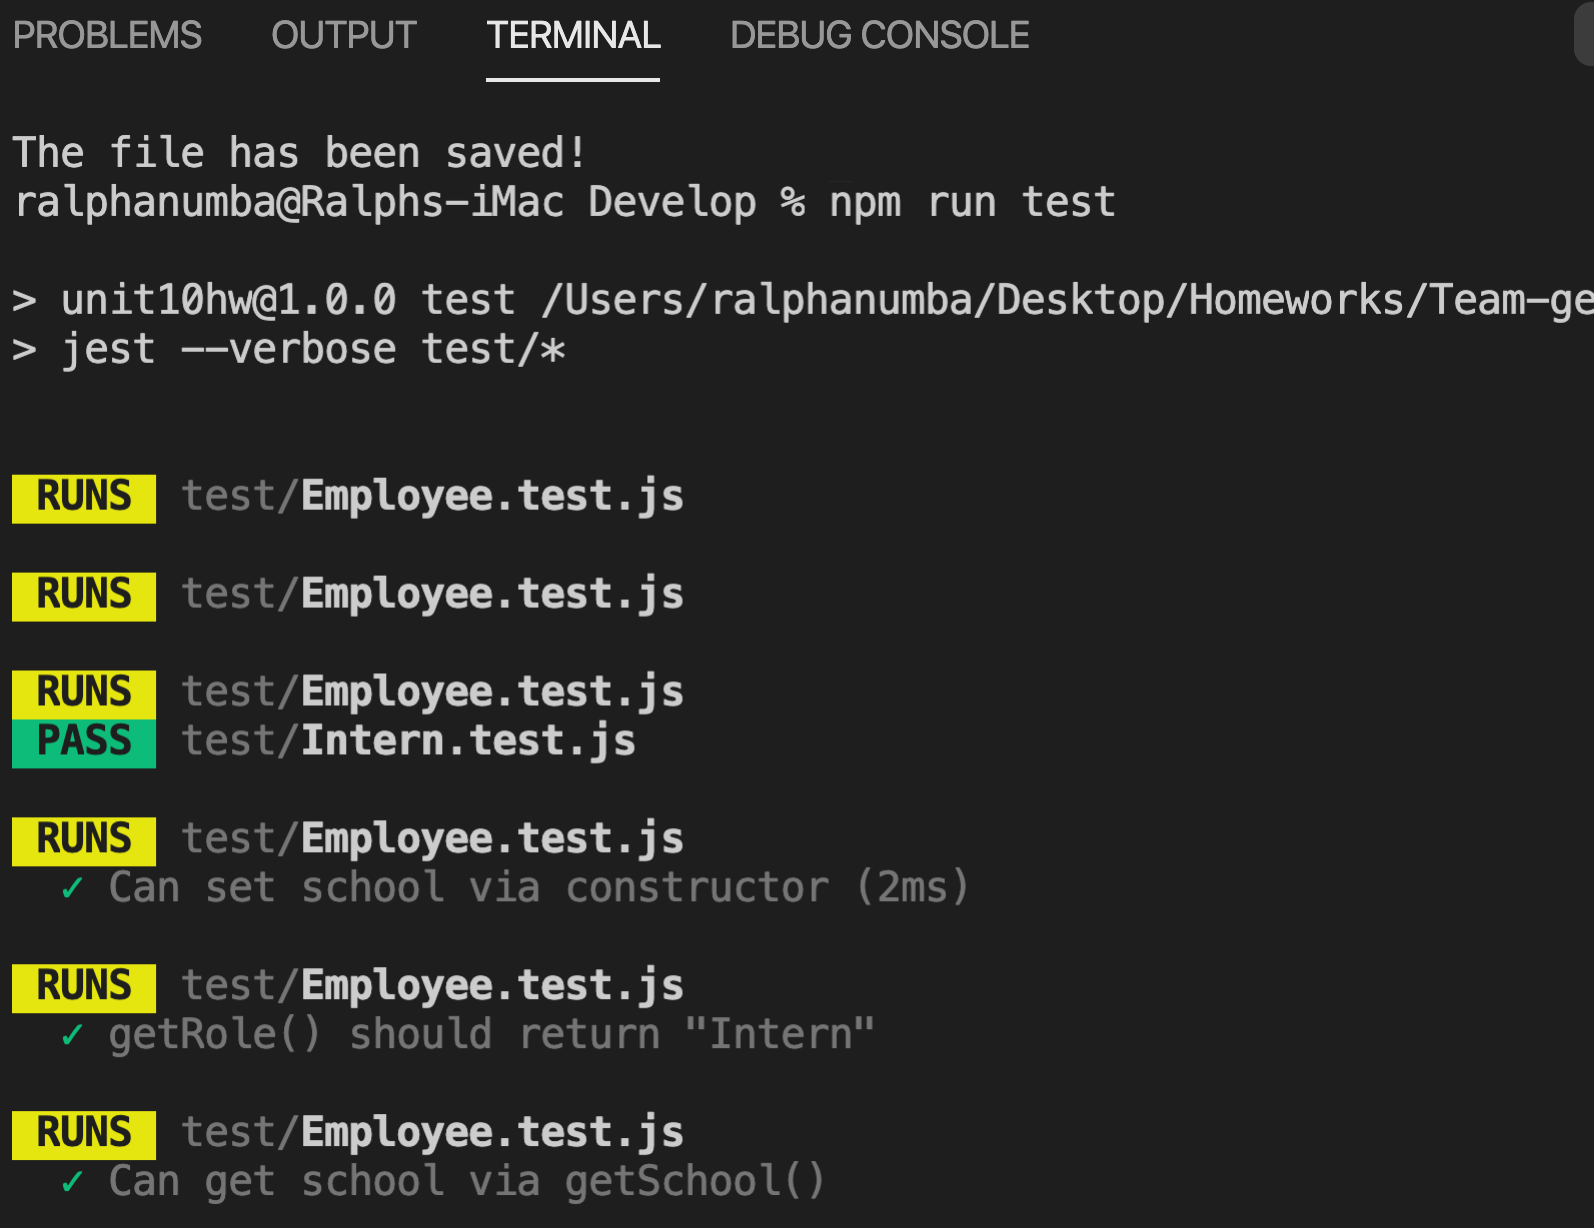 PROBLEMS OUTPUT TERMINAL DEBUG CONSOLE
The file has been saved!
ralphanumba@Ralphs-iMac Develop % npm run test
> unit10hw@1.0.0 test /Users/ralphanumba/Desktop/Homeworks/Team-ge
> jest --verbose test/*
RUNS test/Employee.test.js
RUNS test/Employee.test.js
RUNS test/Employee.test.js
PASS test/Intern.test.js
RUNS test/Employee.test.js
✓ Can set school via constructor (2ms)
RUNS test/Employee.test.js
✓ getRole() should return "Intern"
RUNS test/Employee.test.js
✓ Can get school via getSchool()